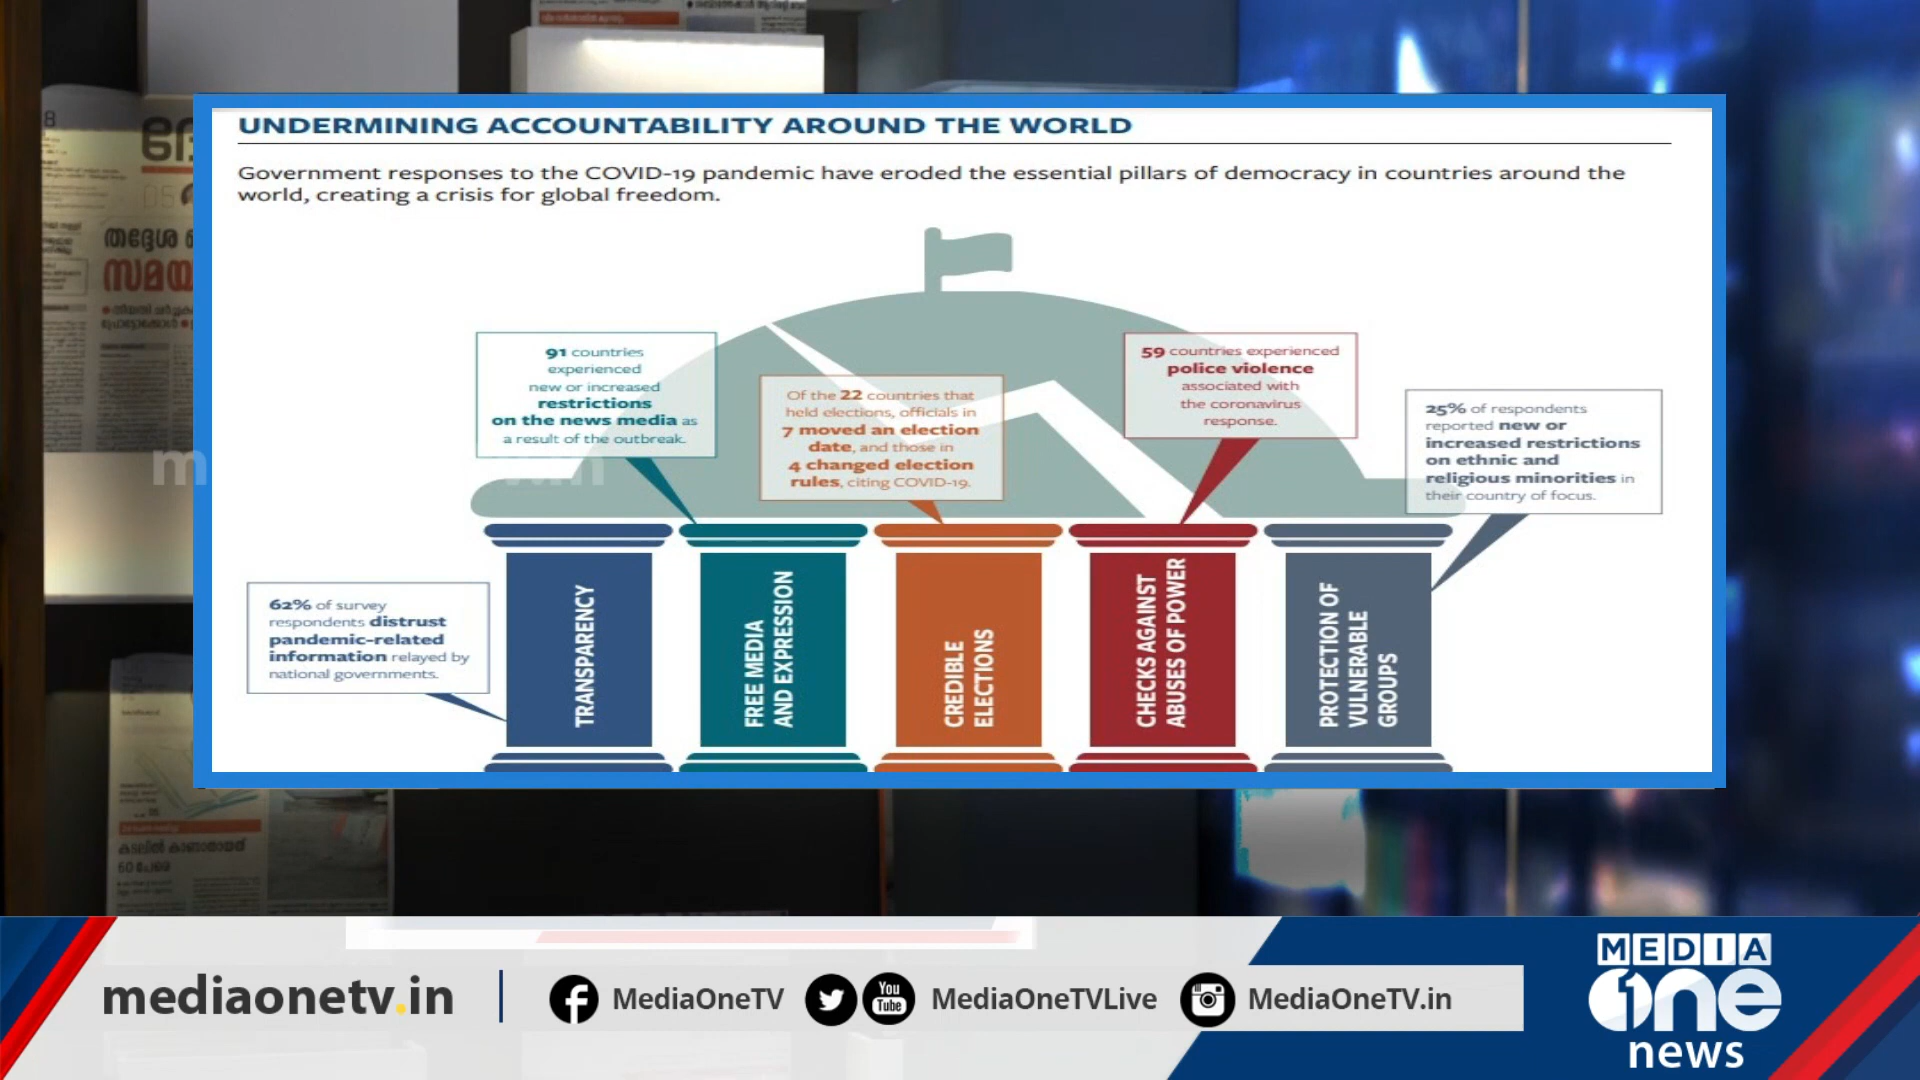 UNDERMINING ACCOUNTABILITY AROUND THE WORLD
Government responses to the COVID-19 pandemic have eroded the essential pillars of democracy in countries around the
world, creating a crisis for global freedom.
91 countries
experienced
new or increased
restrictions
on the news media as
a result of the outbreak.
Of the 22 countries that
held elections, officials in
7 moved an election
date, and those in
4 changed election
rules, citing COVID-19.
59 countries experienced
police violence
associated with
the coronavirus
response.
25% of respondents
reported new or
increased restrictions
on ethnic and
religious minorities in
their country of focus.
62% of survey
respondents distrust
pandemic-related
information relayed by
national governments.
TRANSPARENCY
FREE MEDIA
AND EXPRESSION
CREDIBLE
ELECTIONS
CHECKS AGAINST
ABUSES OF POWER
PROTECTION OF
VULNERABLE
GROUPS
തദ്ദേശ
സമയ
കടലിൽ കാണാതായത്
60 പേരെ
mediaonetv.in
MediaOneTV
You
Tube
MediaOneTVLive
MediaOneTV.in
MEDIA
one
news